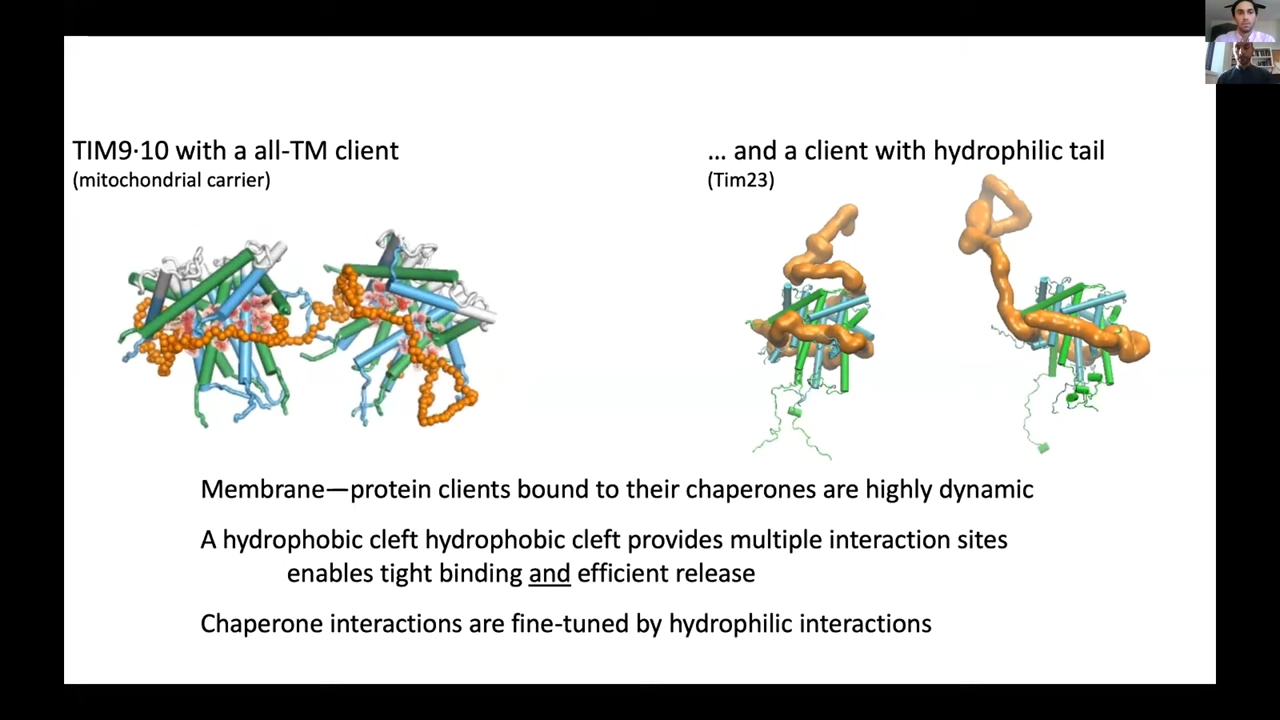 TIM9·10 with a all-TM client
(mitochondrial carrier)
... and a client with hydrophilic tail
(Tim23)
Membrane—protein clients bound to their chaperones are highly dynamic
A hydrophobic cleft hydrophobic cleft provides multiple interaction sites
enables tight binding and efficient release
Chaperone interactions are fine-tuned by hydrophilic interactions